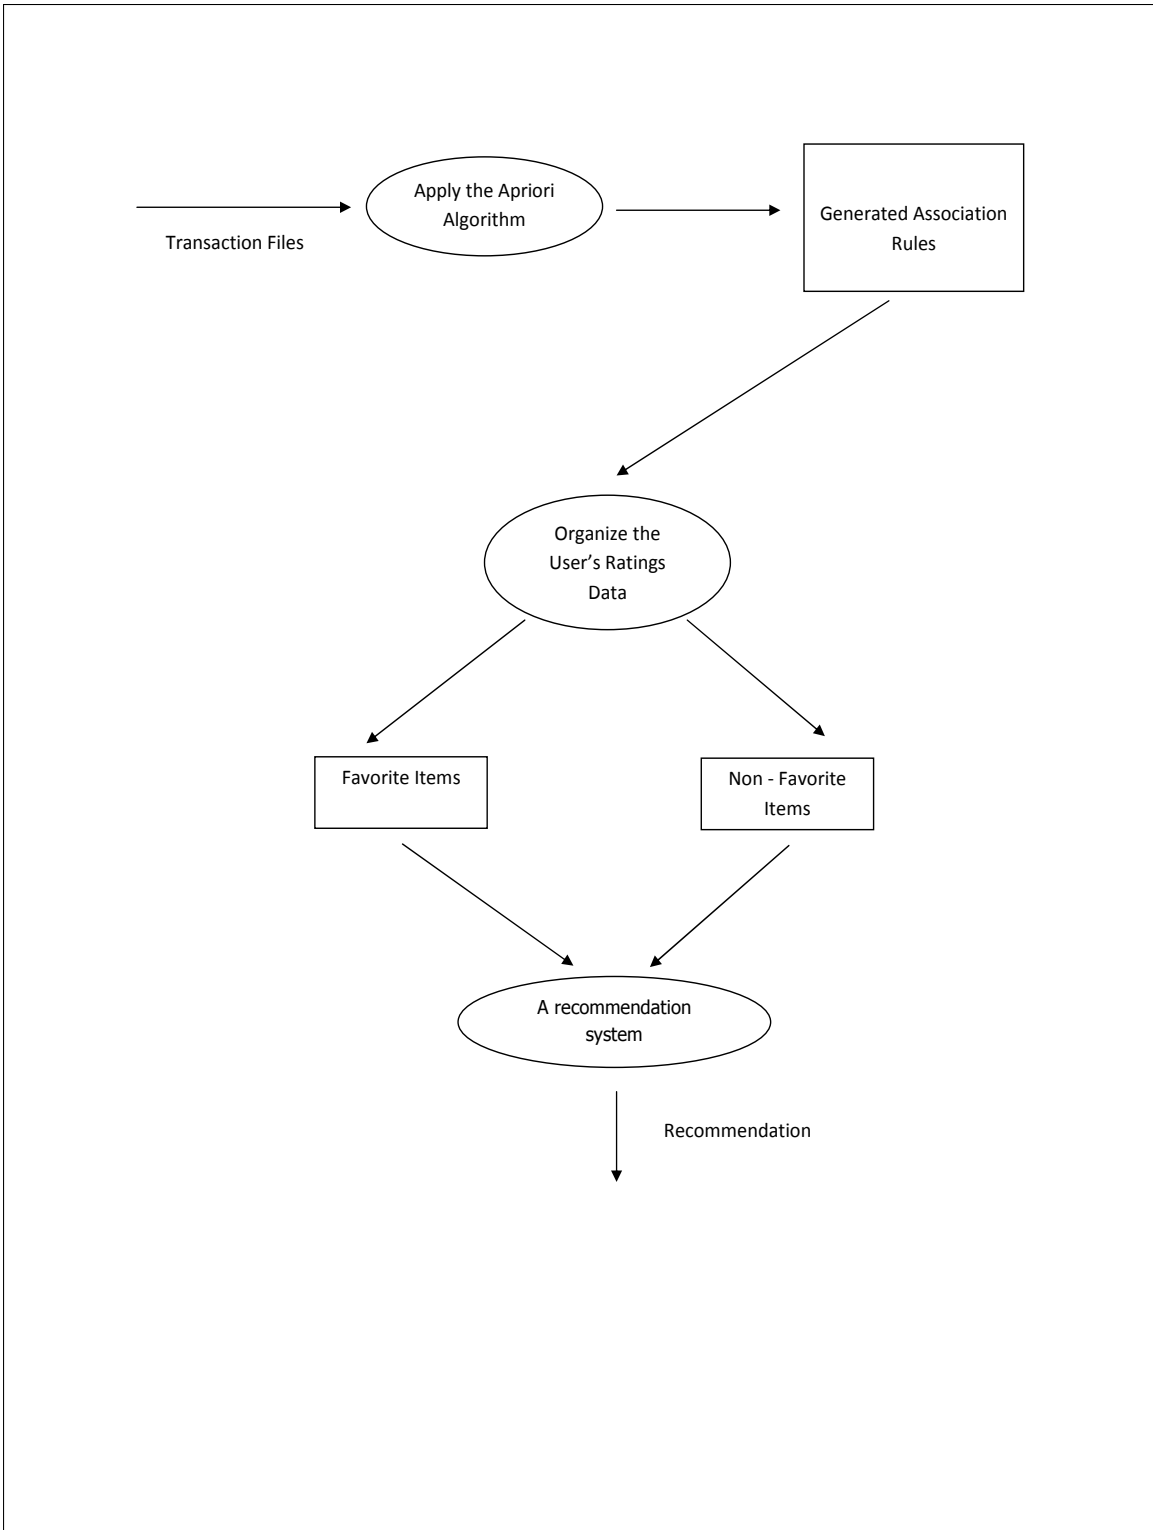 Apply the Apriori
Algorithm
Transaction Files
Generated Association
Rules
Organize the
User’s Ratings
Data
Favorite Items
Non - Favorite
Items
A recommendation
system
Recommendation